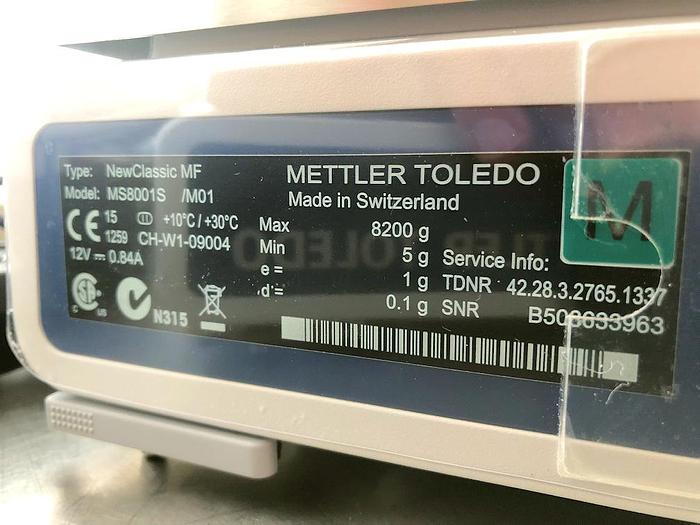 Type: NewClassic MF
Model: MS8001S /M01
CE 15 1259 +10°C / +30°C
CH-W1-09004
12V 0.84A
C US
N315
METTLER TOLEDO
Made in Switzerland
Max 8200 g
Min 5 g
e = 1 g
d = 0.1 g
Service Info:
TDNR 42.28.3.2765.1337
SNR B506633963
M